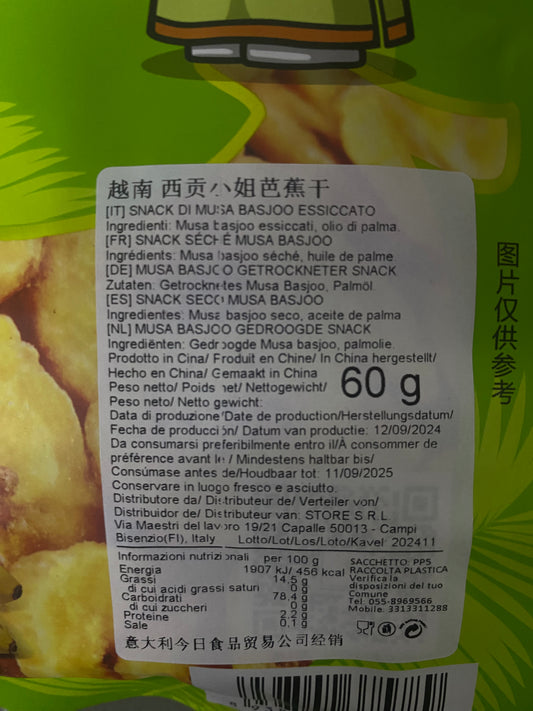 越南 西贡小姐芭蕉干
[IT] SNACK DI MUSA BASJOO ESSICCATO
Ingredienti: Musa basjoo essiccati, olio di palma.
[FR] SNACK SÉCHÉ MUSA BASJOO
Ingrédients: Musa basjoo séché, huile de palme.
[DE] MUSA BASJOO GETROCKNETER SNACK
Zutaten: Getrocknetes Musa Basjoo, Palmöl.
[ES] SNACK SECO MUSA BASJOO
Ingredientes: Musa basjoo seco, aceite de palma
[NL] MUSA BASJOO GEDROOGDE SNACK
Ingrediënten: Gedroogde Musa basjoo, palmolie.
Prodotto in Cina/ Produit en Chine/ In China hergestellt/
Hecho en China/ Gemaakt in China
Peso netto/ Poids net/ Nettogewicht/
Peso neto/ Netto gewicht:
60 g
Data di produzione/Date de production/Herstellungsdatum/
Fecha de producción/ Datum van productie: 12/09/2024
Da consumarsi preferibilmente entro il/À consommer de
préférence avant le / Mindestens haltbar bis/
Consúmase antes de/Houdbaar tot: 11/09/2025
Conservare in luogo fresco e asciutto.
Distributore da/ Distributeur de/ Verteiler von/
Distribuidor de/ Distributeur van: STORE S.R.L.
Via Maestri del lavoro 19/21 Capalle 50013 - Campi
Bisenzio(FI), Italy Lotto/Lot/Los/Loto/Kavel: 202411
Informazioni nutrizionali per 100 g
Energia 1907 kJ/ 456 kcal
Grassi 14.5 g
di cui acidi grassi saturi 0 g
Carboidrati 78.4 g
di cui zuccheri 0 g
Proteine 2.2 g
Sale 0.1 g
SACCHETTO: PP5
RACCOLTA PLASTICA
Verifica la
disposizioni del tuo
Comune
Tel: 055-8969566
Mobile: 3313311288
意大利今日食品贸易公司经销
图片仅供参考